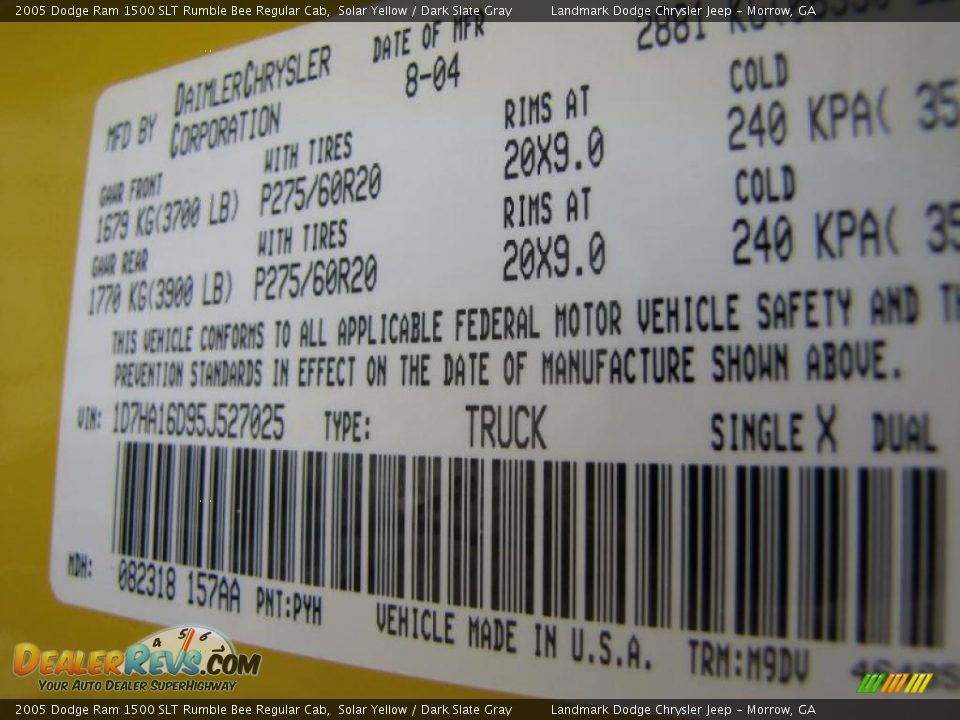 2005 Dodge Ram 1500 SLT Rumble Bee Regular Cab, Solar Yellow / Dark Slate Gray Landmark Dodge Chrysler Jeep - Morrow, GA
MFD BY DAIMLERCHRYSLER CORPORATION DATE OF MFR 8-04
GAWR FRONT WITH TIRES RIMS AT COLD
1679 KG(3700 LB) P275/60R20 20X9.0 240 KPA( 35
GAWR REAR WITH TIRES RIMS AT COLD
1770 KG(3900 LB) P275/60R20 20X9.0 240 KPA( 35
THIS VEHICLE CONFORMS TO ALL APPLICABLE FEDERAL MOTOR VEHICLE SAFETY AND
PREVENTION STANDARDS IN EFFECT ON THE DATE OF MANUFACTURE SHOWN ABOVE.
VIN: 1D7HA16D95J527025 TYPE: TRUCK SINGLE X DUAL
MDH: 082318 157AA PNT:PYH VEHICLE MADE IN U.S.A. TRM:M9DV
4 5 6
DEALERREVS.COM
YOUR AUTO DEALER SUPERHIGHWAY
2005 Dodge Ram 1500 SLT Rumble Bee Regular Cab, Solar Yellow / Dark Slate Gray Landmark Dodge Chrysler Jeep - Morrow, GA